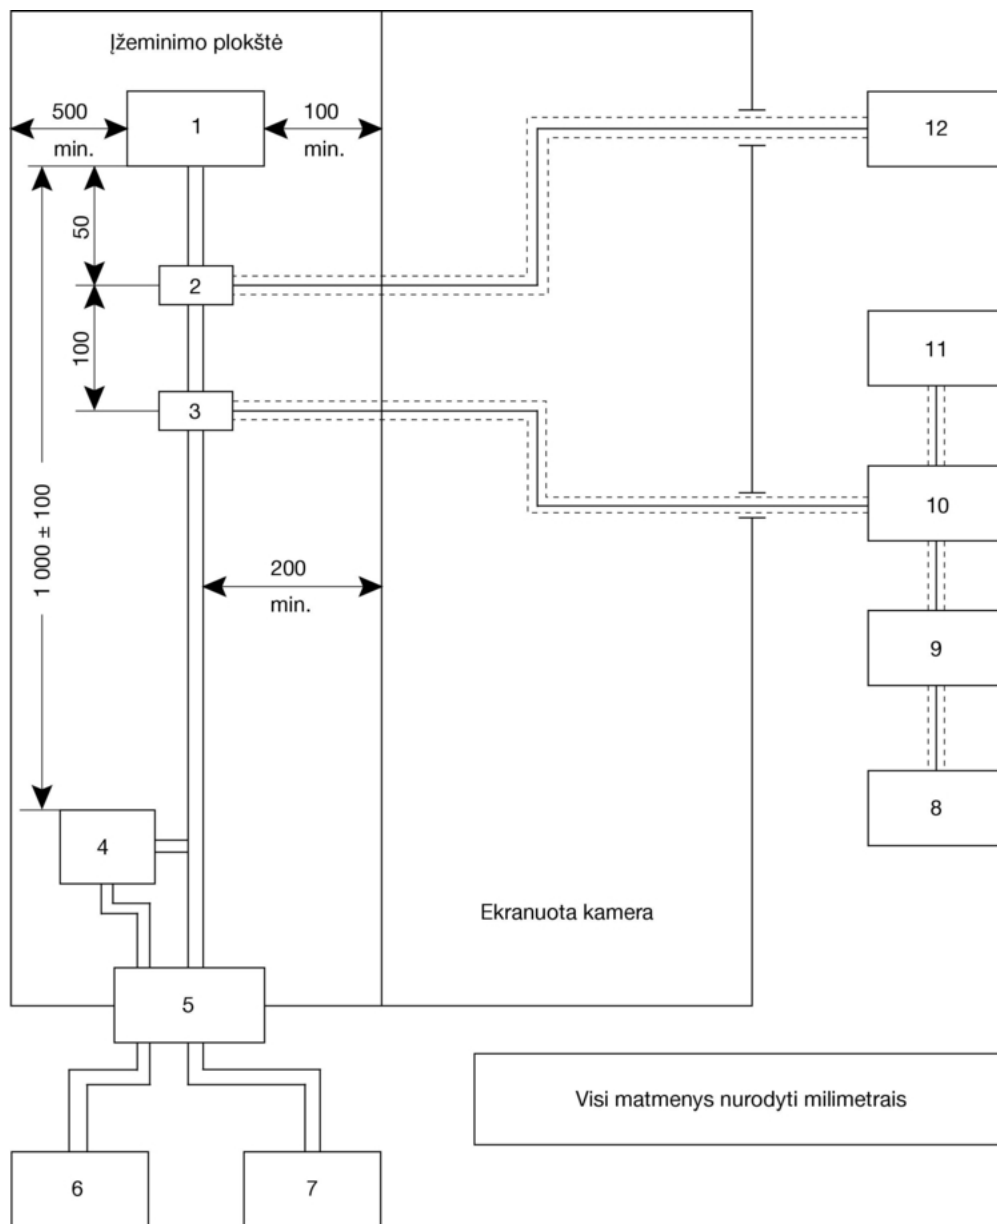 Įžeminimo plokštė
500
min.
1
100
min.
12
50
2
100
3
11
1 000 ± 100
10
200
min.
9
4
8
Ekranuota kamera
5
Visi matmenys nurodyti milimetrais
6
7